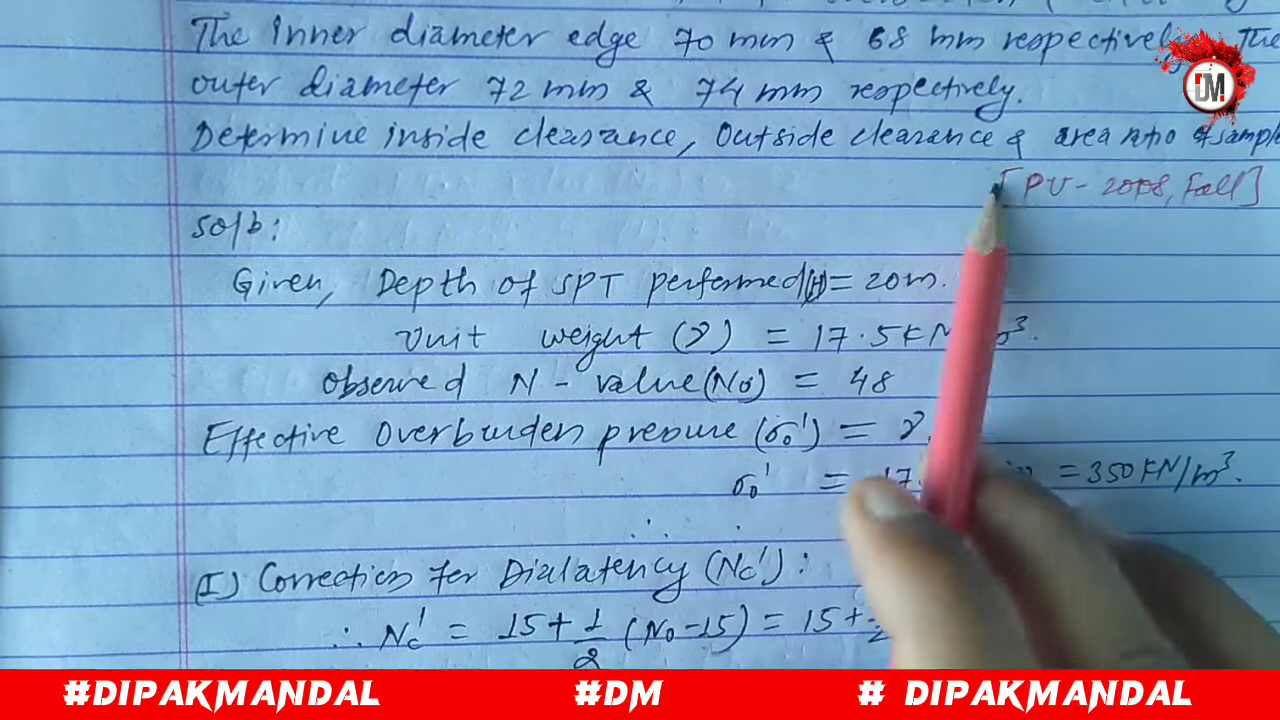 The inner diameter edge 70 mm & 68 mm respectively. The
outer diameter 72 mm & 74 mm respectively.
Determine inside clearance, Outside clearance & area ratio of sample
[PU - 2008, Fall]
Soln:
Given, Depth of SPT performed(H) = 20m.
Unit weight (γ) = 17.5 KN m³.
Observed N - value (No) = 48
Effective Overburden pressure (σo') = γ.
σo' = 17. = 350 KN/m³.
(I) Correction for Dialatency (Nc'):
∴ Nc' = 15 + 1/2 (No - 15) = 15 +
DM
#DIPAKMANDAL #DM # DIPAKMANDAL